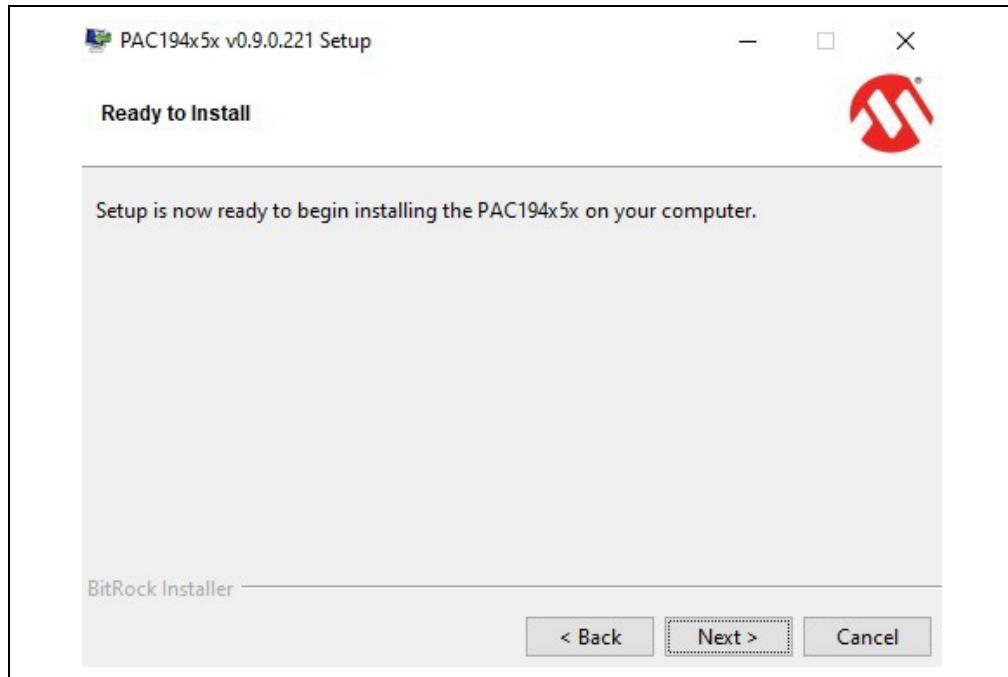 PAC194x5x v0.9.0.221 Setup
Ready to Install
Setup is now ready to begin installing the PAC194x5x on your computer.
BitRock Installer
< Back Next > Cancel